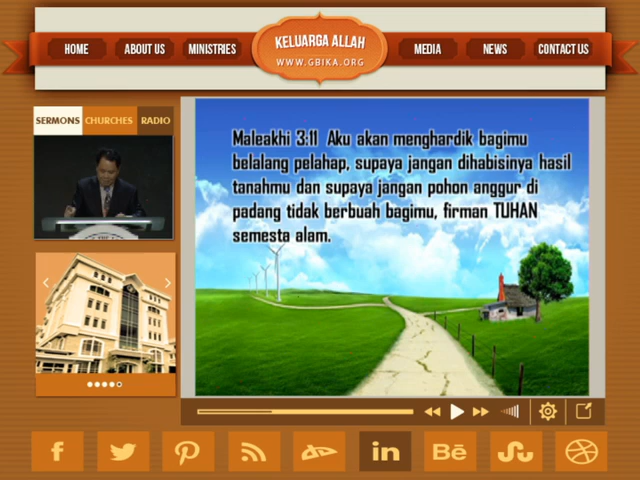 HOME
ABOUT US
MINISTRIES
KELUARGA ALLAH
WWW.GBIKA.ORG
MEDIA
NEWS
CONTACT US
SERMONS
CHURCHES
RADIO
Maleakhi 3:11 Aku akan menghardik bagimu
belalang pelahap, supaya jangan dihabisinya hasil
tanahmu dan supaya jangan pohon anggur di
padang tidak berbuah bagimu, firman TUHAN
semesta alam.
f
in
Bē